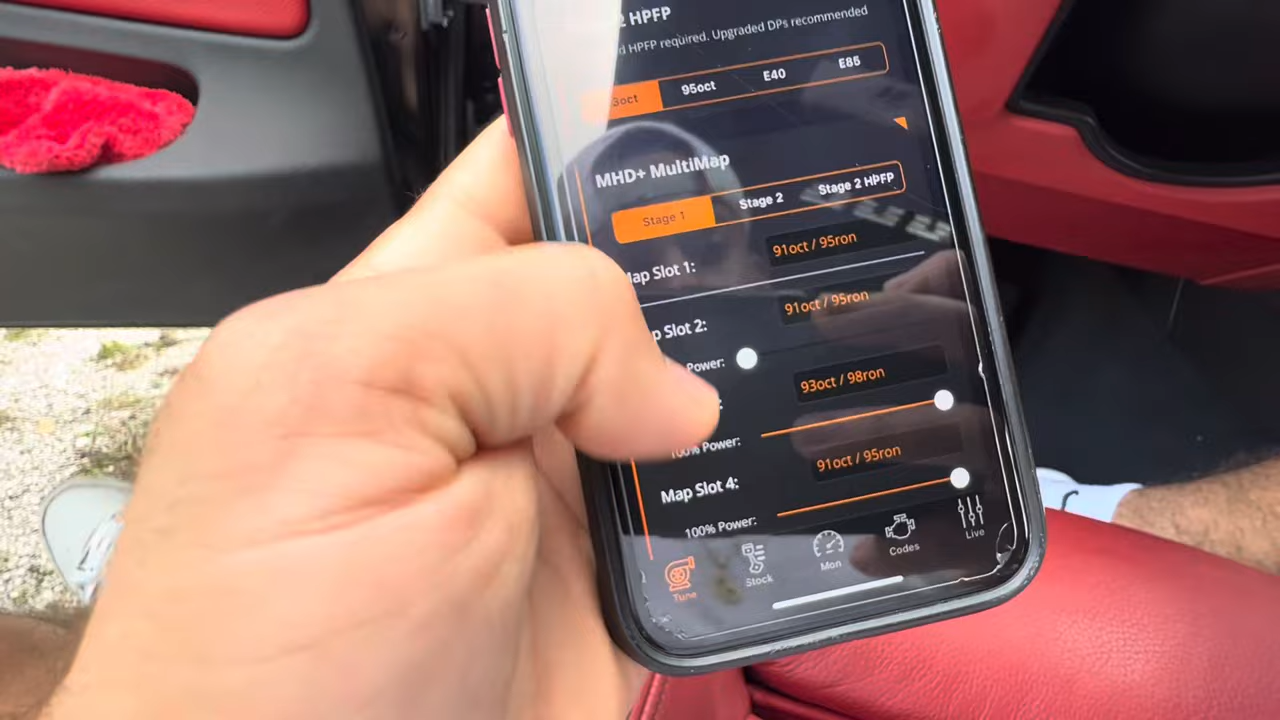 HPFP
HPFP required. Upgraded DPs recommended
95oct E40 E85
MHD+ MultiMap
Stage 1 Stage 2 Stage 2 HPFP
Map Slot 1: 91oct / 95ron
Slot 2: 91oct / 95ron
Power:
93oct / 98ron
100% Power:
Map Slot 4: 91oct / 95ron
100% Power:
Tune Stock Mon Codes Live